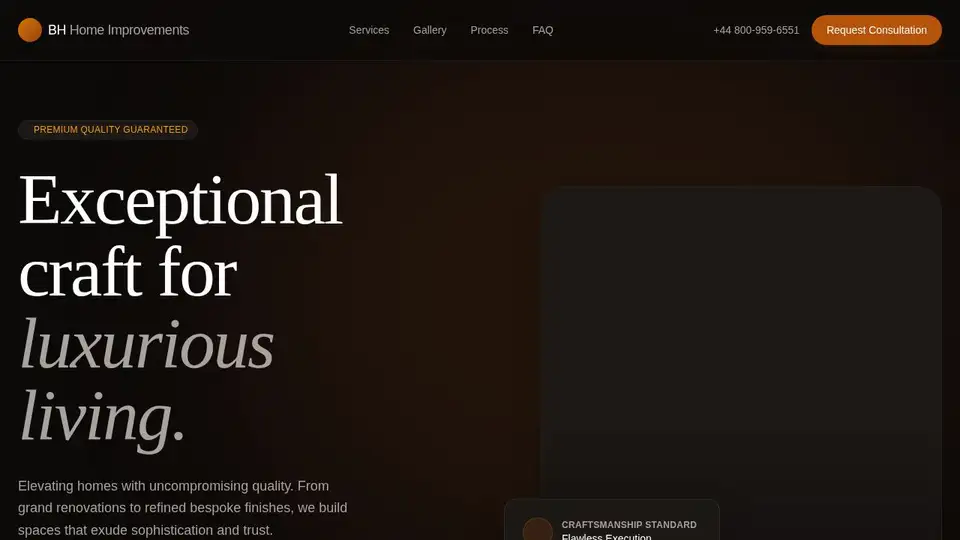 BH Home Improvements
Services
Gallery
Process
FAQ
+44 800-959-6551
Request Consultation
PREMIUM QUALITY GUARANTEED
Exceptional
craft for
luxurious
living.
Elevating homes with uncompromising quality. From
grand renovations to refined bespoke finishes, we build
spaces that exude sophistication and trust.
CRAFTSMANSHIP STANDARD
Flawless Execution